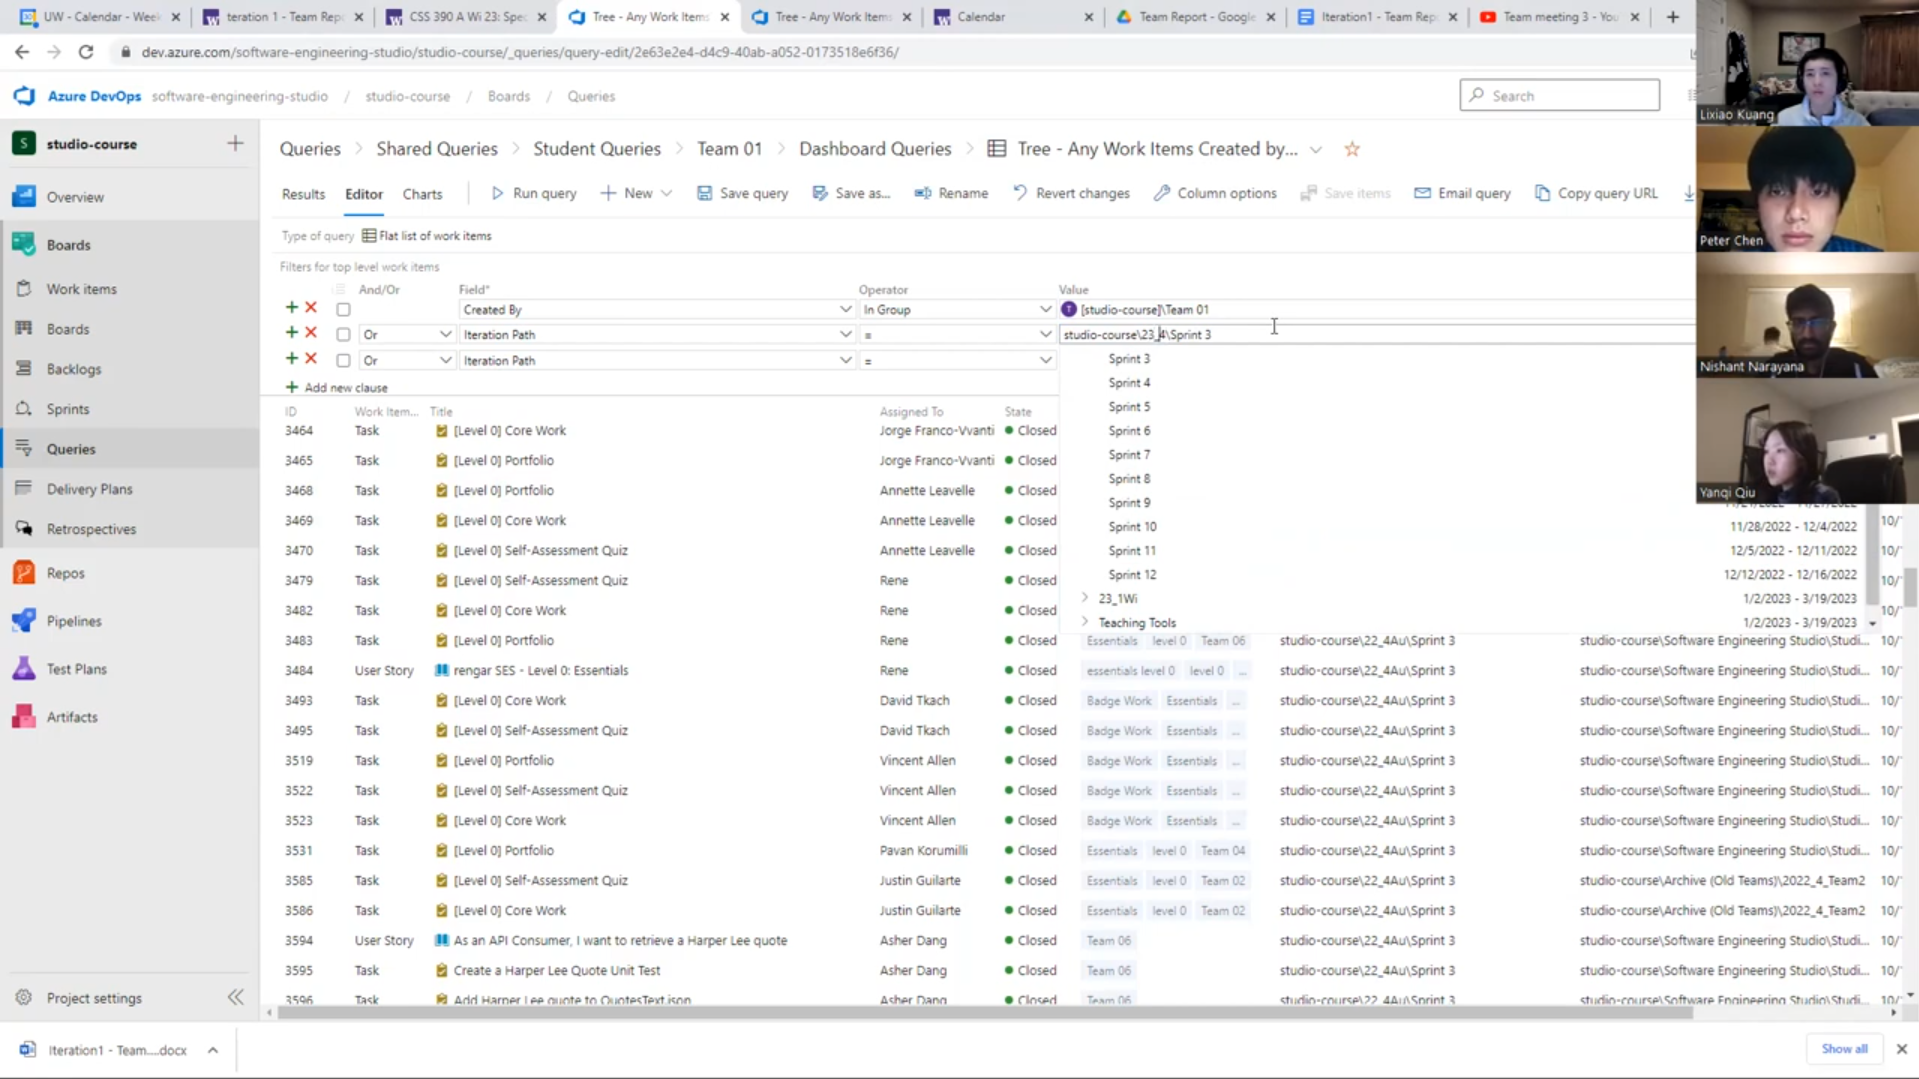 UW - Calendar - Week
teration 1 - Team Repo
CSS 390 A Wi 23: Spec
Tree - Any Work Items
Tree - Any Work Items
Calendar
Team Report - Google
Iteration1 - Team Rep
Team meeting 3 - You
dev.azure.com/software-engineering-studio/studio-course/_queries/query-edit/2e63e2e4-d4c9-40ab-a052-0173518e6f36/
Azure DevOps software-engineering-studio / studio-course / Boards / Queries
Search
Lixiao Kuang
S studio-course
Queries > Shared Queries > Student Queries > Team 01 > Dashboard Queries > Tree - Any Work Items Created by...
Overview
Results Editor Charts Run query New Save query Save as... Rename Revert changes Column options Save items Email query Copy query URL
Boards
Type of query Flat list of work items
Peter Chen
Filters for top level work items
Work items
And/Or Field* Operator Value
Created By In Group T [studio-course]\Team 01
Boards
Or Iteration Path = studio-course\23_4\Sprint 3
Or Iteration Path =
Sprint 3
Nishant Narayana
Backlogs
Add new clause
Sprint 4
Sprints
Sprint 5
ID Work Item... Title Assigned To State
3464 Task [Level 0] Core Work Jorge Franco-Vvanti Closed Sprint 6
Queries
3465 Task [Level 0] Portfolio Jorge Franco-Vvanti Closed Sprint 7
Delivery Plans
3468 Task [Level 0] Portfolio Annette Leavelle Closed Sprint 8
Yanqi Qiu
Sprint 9
3469 Task [Level 0] Core Work Annette Leavelle Closed Sprint 10 11/28/2022 - 12/4/2022 10/
Retrospectives
3470 Task [Level 0] Self-Assessment Quiz Annette Leavelle Closed Sprint 11 12/5/2022 - 12/11/2022 10/
Repos
3479 Task [Level 0] Self-Assessment Quiz Rene Closed Sprint 12 12/12/2022 - 12/16/2022 10/
3482 Task [Level 0] Core Work Rene Closed 23_1Wi 1/2/2023 - 3/19/2023 10/
Pipelines
Teaching Tools 1/2/2023 - 3/19/2023
3483 Task [Level 0] Portfolio Rene Closed Essentials level 0 Team 06 studio-course\22_4Au\Sprint 3 studio-course\Software Engineering Studio\Studi... 10/
Test Plans
3484 User Story rengar SES - Level 0: Essentials Rene Closed essentials level 0 level 0 ... studio-course\22_4Au\Sprint 3 studio-course\Software Engineering Studio\Studi... 10/
3493 Task [Level 0] Core Work David Tkach Closed Badge Work Essentials ... studio-course\22_4Au\Sprint 3 studio-course\Software Engineering Studio\Studi... 10/
Artifacts
3495 Task [Level 0] Self-Assessment Quiz David Tkach Closed Badge Work Essentials ... studio-course\22_4Au\Sprint 3 studio-course\Software Engineering Studio\Studi... 10/
3519 Task [Level 0] Portfolio Vincent Allen Closed Badge Work Essentials ... studio-course\22_4Au\Sprint 3 studio-course\Software Engineering Studio\Studi... 10/
3522 Task [Level 0] Self-Assessment Quiz Vincent Allen Closed Badge Work Essentials ... studio-course\22_4Au\Sprint 3 studio-course\Software Engineering Studio\Studi... 10/
3523 Task [Level 0] Core Work Vincent Allen Closed Badge Work Essentials ... studio-course\22_4Au\Sprint 3 studio-course\Software Engineering Studio\Studi... 10/
3531 Task [Level 0] Portfolio Pavan Korumilli Closed Essentials level 0 Team 04 studio-course\22_4Au\Sprint 3 studio-course\Software Engineering Studio\Studi... 10/
3585 Task [Level 0] Self-Assessment Quiz Justin Guilarte Closed Essentials level 0 Team 02 studio-course\22_4Au\Sprint 3 studio-course\Archive (Old Teams)\2022_4_Team2 10/
3586 Task [Level 0] Core Work Justin Guilarte Closed Essentials level 0 Team 02 studio-course\22_4Au\Sprint 3 studio-course\Archive (Old Teams)\2022_4_Team2 10/
3594 User Story As an API Consumer, I want to retrieve a Harper Lee quote Asher Dang Closed Team 06 studio-course\22_4Au\Sprint 3 studio-course\Software Engineering Studio\Studi... 10/
3595 Task Create a Harper Lee Quote Unit Test Asher Dang Closed Team 06 studio-course\22_4Au\Sprint 3 studio-course\Software Engineering Studio\Studi... 10/
3596 Task Add Harper Lee quote to QuotesText.json Asher Dang Closed Team 06 studio-course\22_4Au\Sprint 3 studio-course\Software Engineering Studio\Studi... 10/
Project settings
Iteration1 - Team....docx
Show all